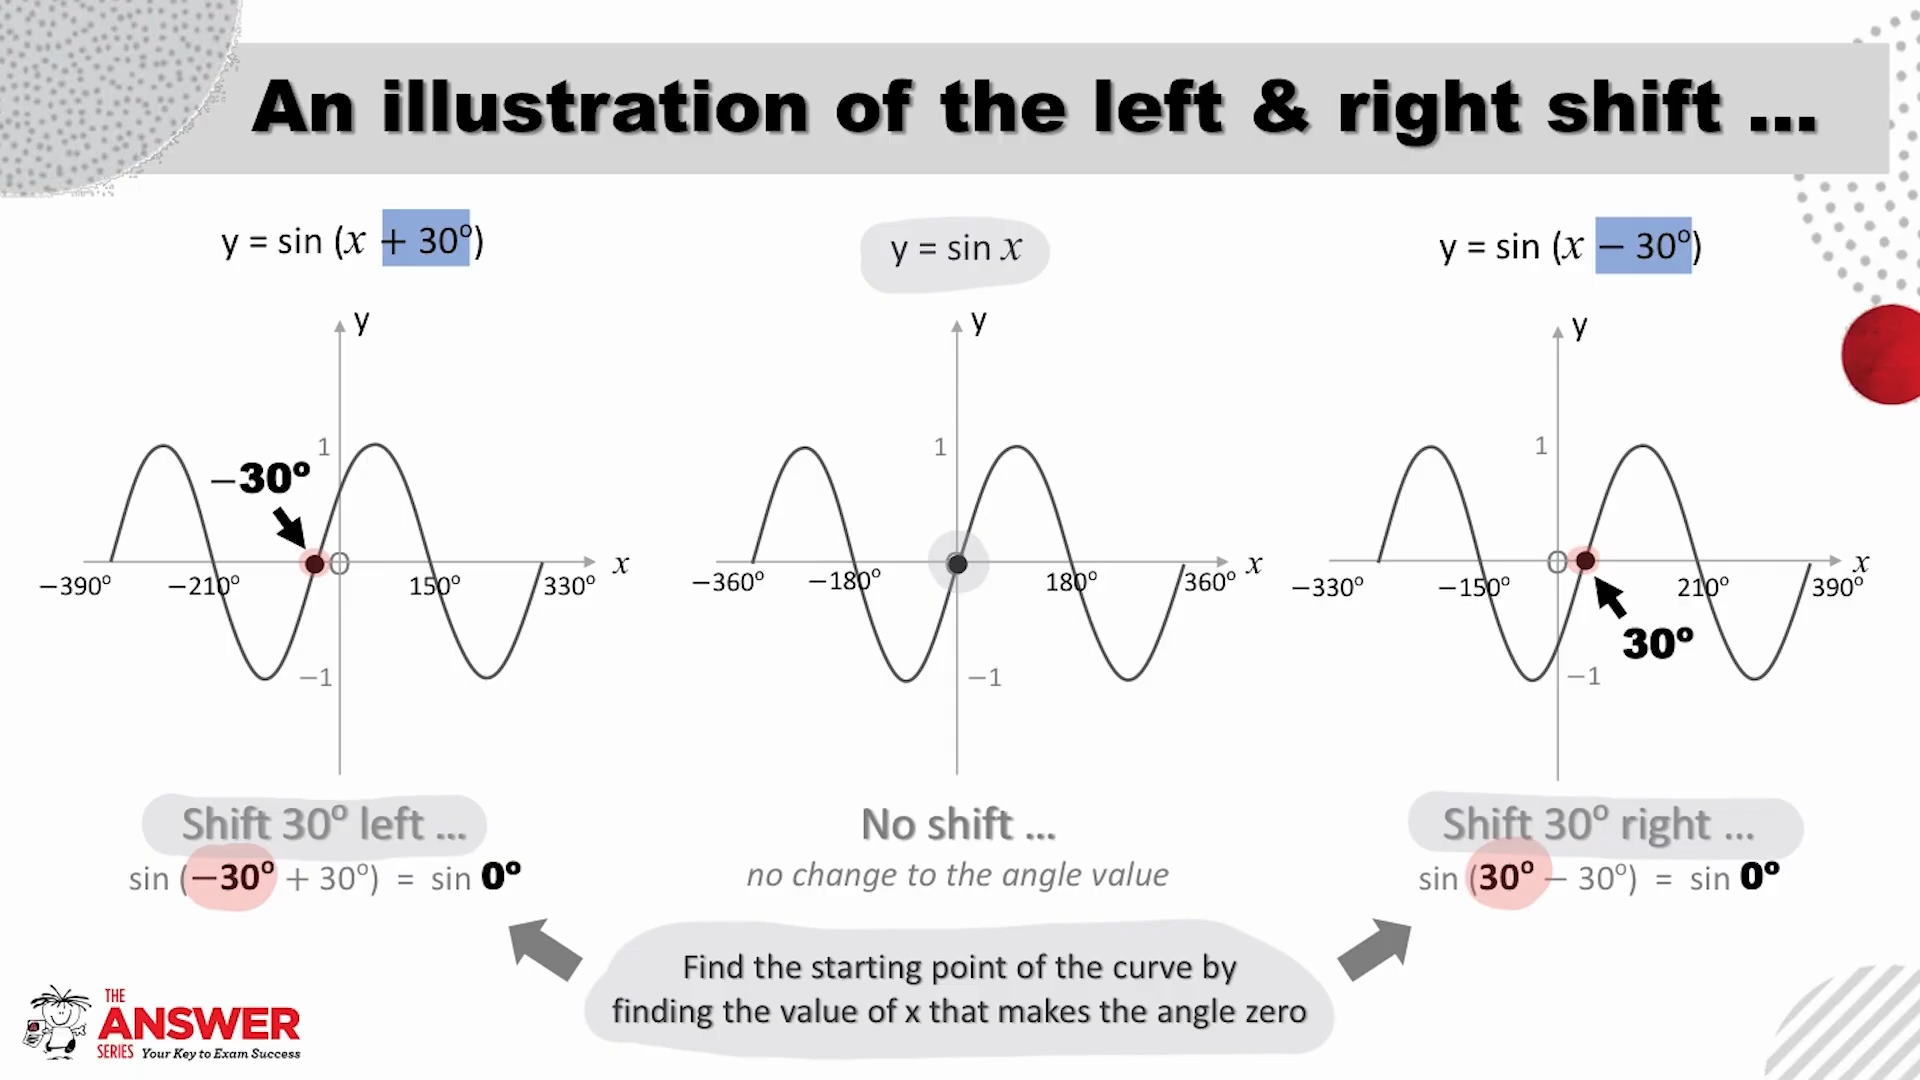 An illustration of the left & right shift ...
y = sin (x + 30°)
y
1
−30°
O
x
−390°
−210°
150°
330°
−1
Shift 30° left ...
sin (−30° + 30°) = sin 0°
y = sin x
y
1
x
−360°
−180°
180°
360°
−1
No shift ...
no change to the angle value
y = sin (x − 30°)
y
1
O
x
−330°
−150°
210°
390°
30°
−1
Shift 30° right ...
sin (30° − 30°) = sin 0°
Find the starting point of the curve by
finding the value of x that makes the angle zero
THE
ANSWER
SERIES Your Key to Exam Success